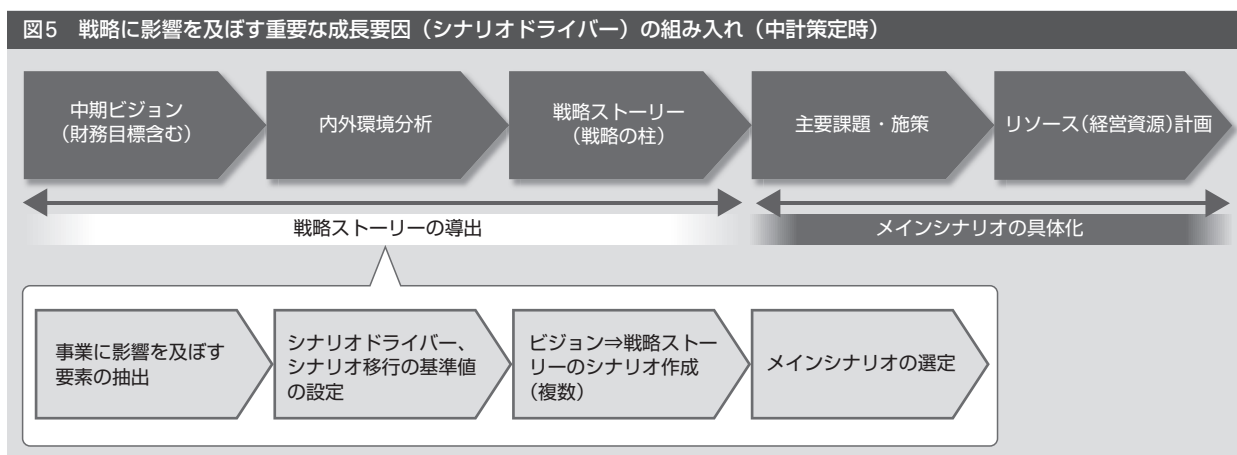 図5 戦略に影響を及ぼす重要な成長要因（シナリオドライバー）の組み入れ（中計策定時）
中期ビジョン
（財務目標含む）
内外環境分析
戦略ストーリー
（戦略の柱）
主要課題・施策
リソース（経営資源）計画
戦略ストーリーの導出
メインシナリオの具体化
事業に影響を及ぼす
要素の抽出
シナリオドライバー、
シナリオ移行の基準値
の設定
ビジョン⇒戦略ストー
リーのシナリオ作成
（複数）
メインシナリオの選定